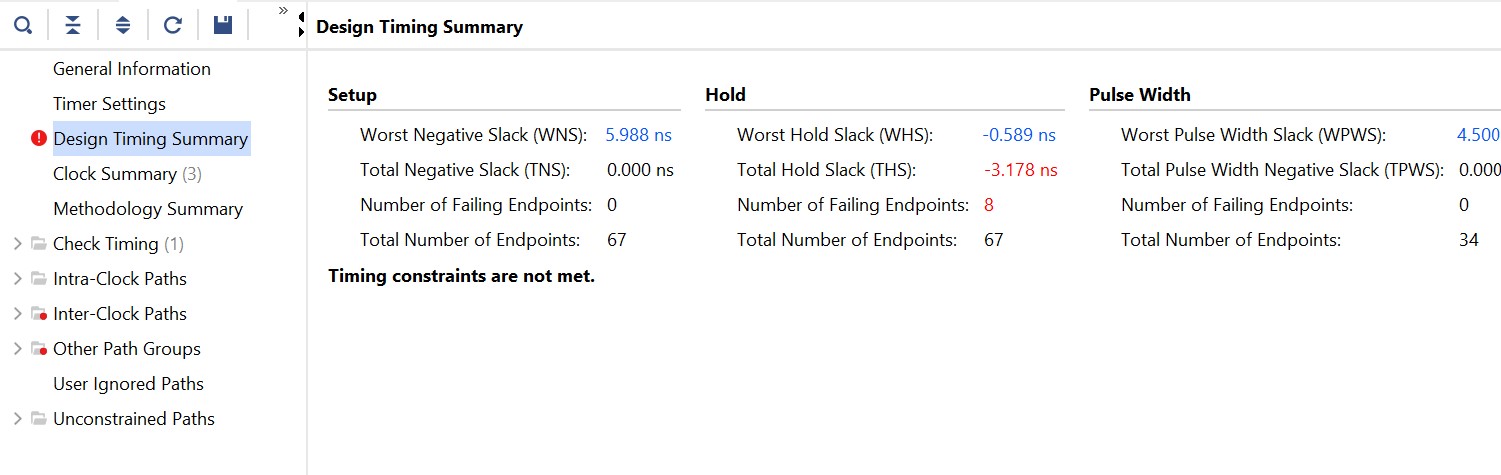 »
Design Timing Summary
General Information
Timer Settings
Design Timing Summary
Clock Summary (3)
Methodology Summary
Check Timing (1)
Intra-Clock Paths
Inter-Clock Paths
Other Path Groups
User Ignored Paths
Unconstrained Paths
Setup
Worst Negative Slack (WNS): 5.988 ns
Total Negative Slack (TNS): 0.000 ns
Number of Failing Endpoints: 0
Total Number of Endpoints: 67
Hold
Worst Hold Slack (WHS): -0.589 ns
Total Hold Slack (THS): -3.178 ns
Number of Failing Endpoints: 8
Total Number of Endpoints: 67
Pulse Width
Worst Pulse Width Slack (WPWS): 4.500
Total Pulse Width Negative Slack (TPWS): 0.000
Number of Failing Endpoints: 0
Total Number of Endpoints: 34
Timing constraints are not met.